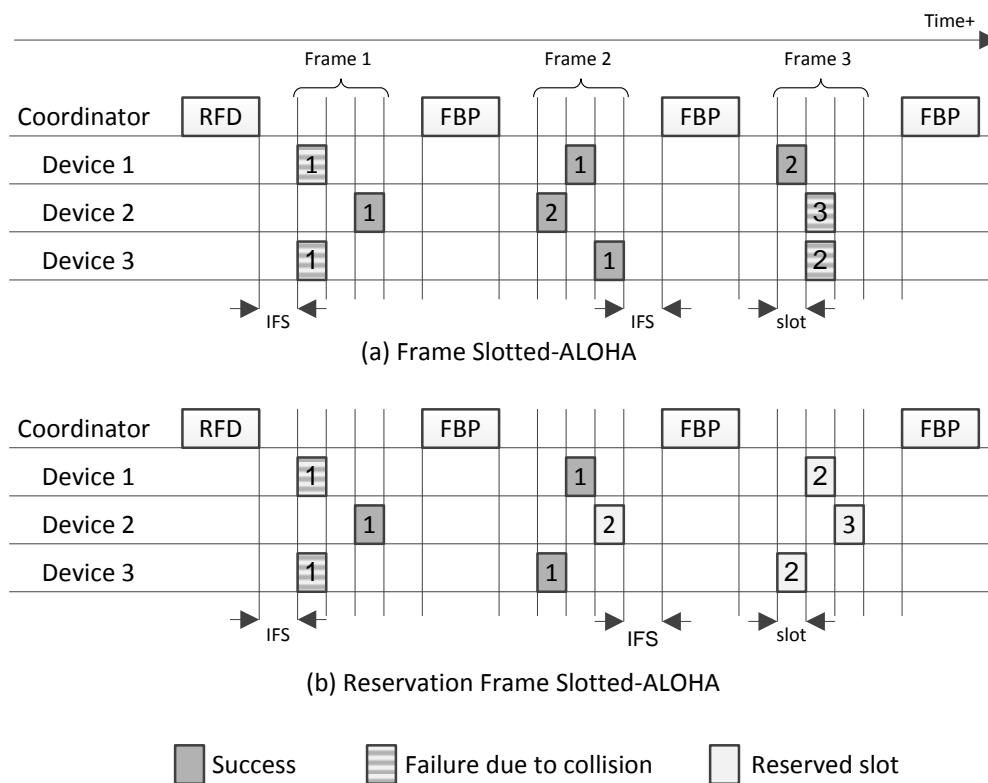 Time+
Frame 1 Frame 2 Frame 3
Coordinator RFD FBP FBP FBP
Device 1 1 1 2
Device 2 1 2 3
Device 3 1 1 2
IFS IFS slot
(a) Frame Slotted-ALOHA
Coordinator RFD FBP FBP FBP
Device 1 1 1 2
Device 2 1 2 3
Device 3 1 1 2
IFS IFS slot
(b) Reservation Frame Slotted-ALOHA
Success Failure due to collision Reserved slot